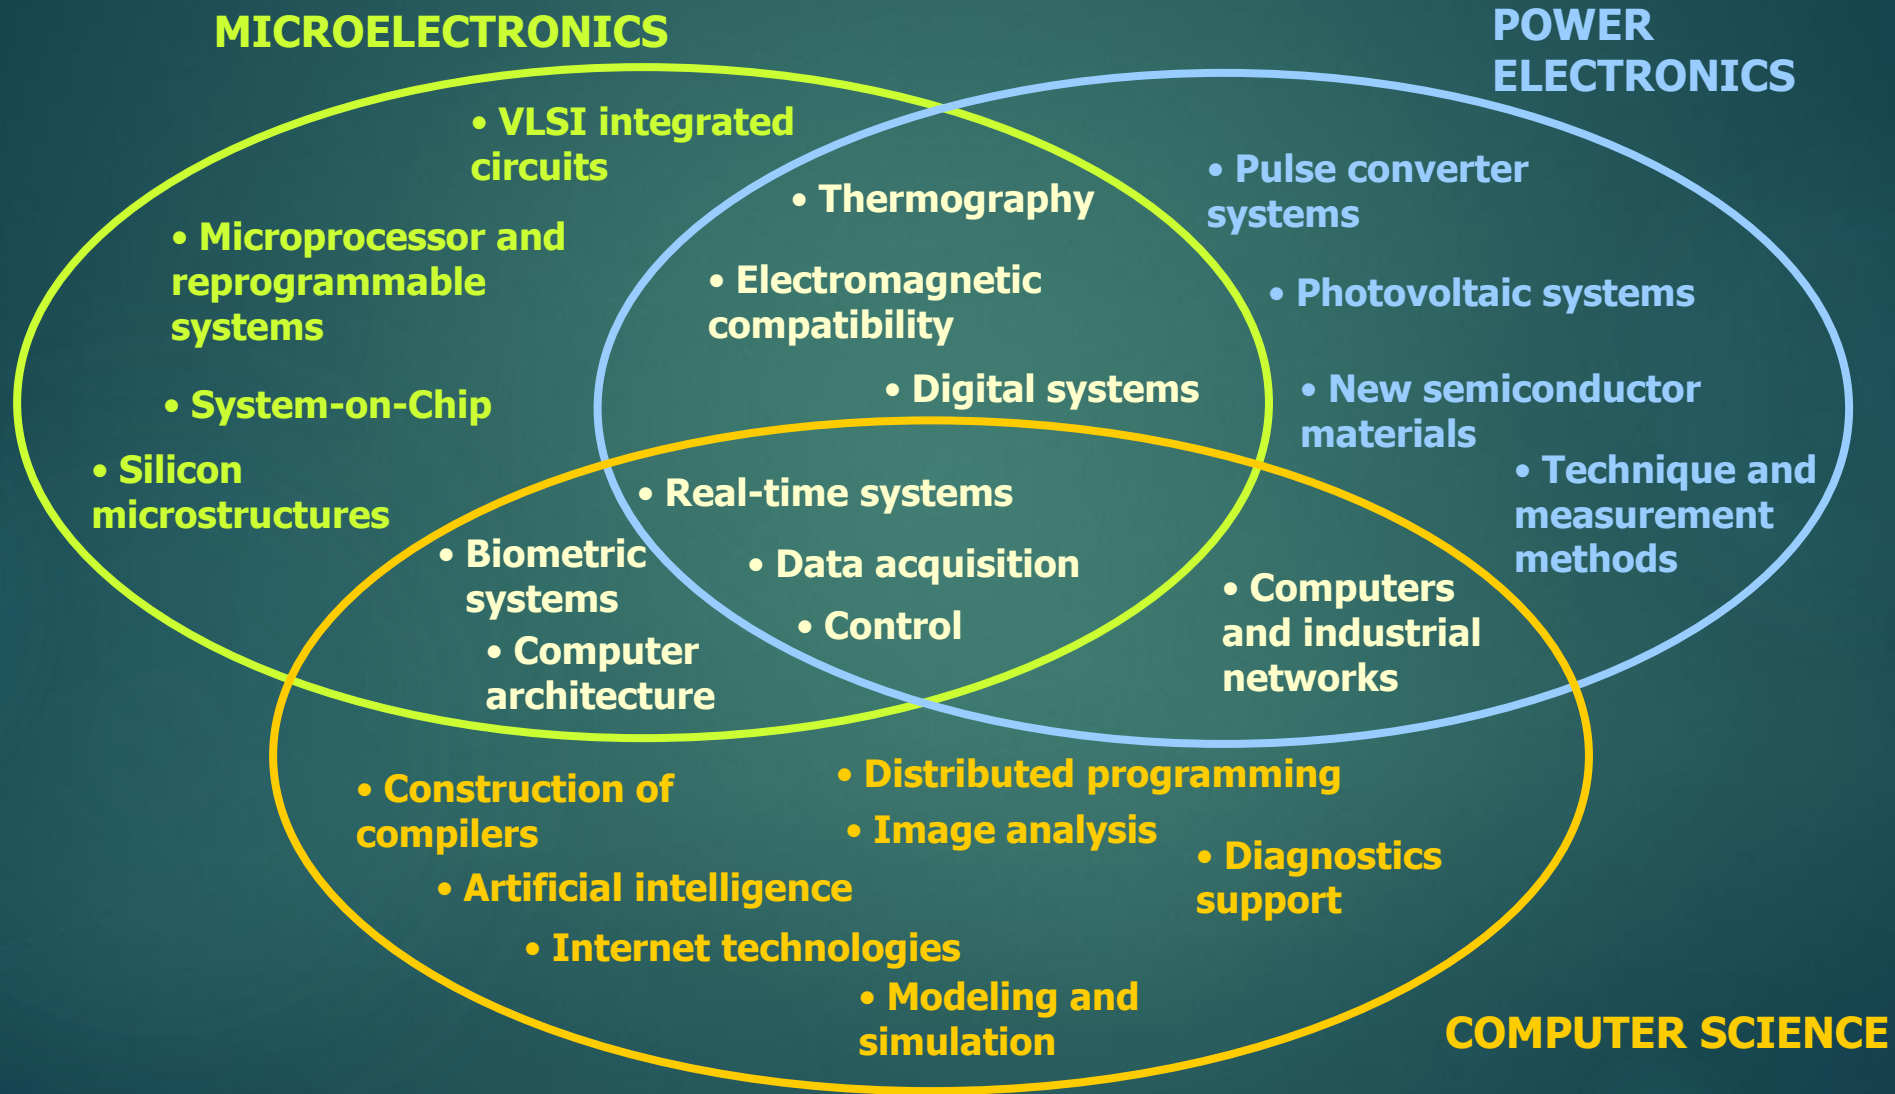 MICROELECTRONICS
POWER
ELECTRONICS
• VLSI integrated
circuits
• Microprocessor and
reprogrammable
systems
• System-on-Chip
• Silicon
microstructures
• Thermography
• Electromagnetic
compatibility
• Digital systems
• Pulse converter
systems
• Photovoltaic systems
• New semiconductor
materials
• Technique and
measurement
methods
• Real-time systems
• Data acquisition
• Control
• Biometric
systems
• Computer
architecture
• Computers
and industrial
networks
• Construction of
compilers
• Artificial intelligence
• Internet technologies
• Modeling and
simulation
• Distributed programming
• Image analysis
• Diagnostics
support
COMPUTER SCIENCE